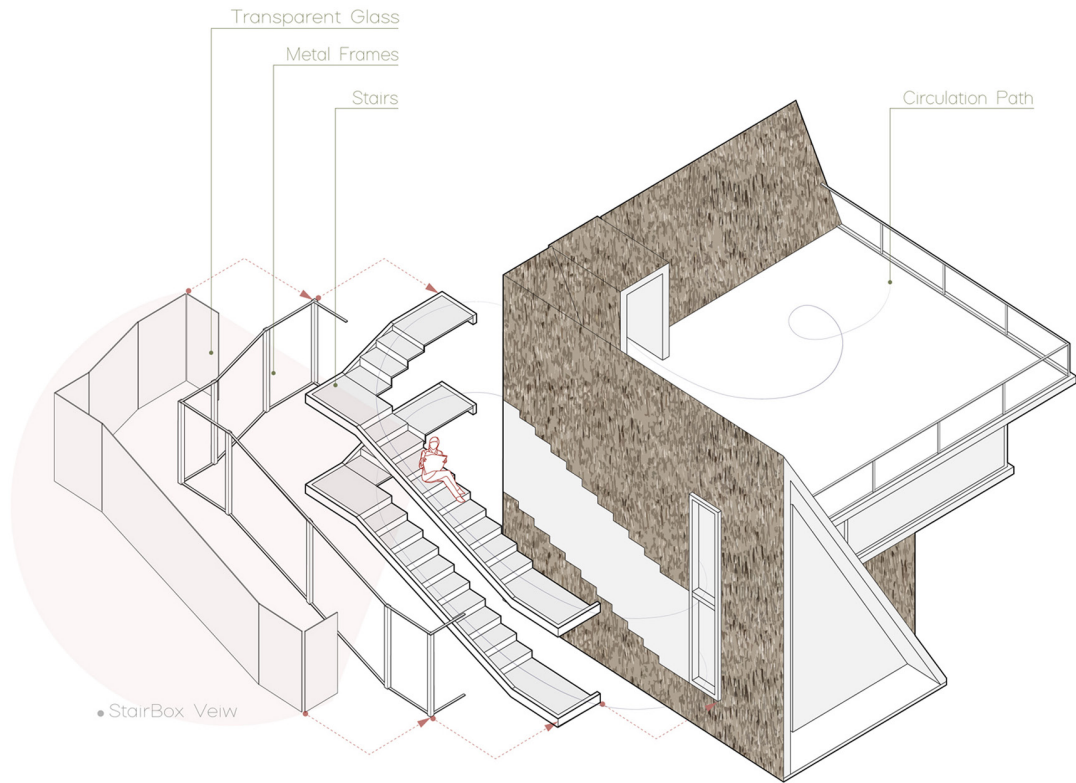 Transparent Glass
Metal Frames
Stairs
Circulation Path
StairBox Veiw